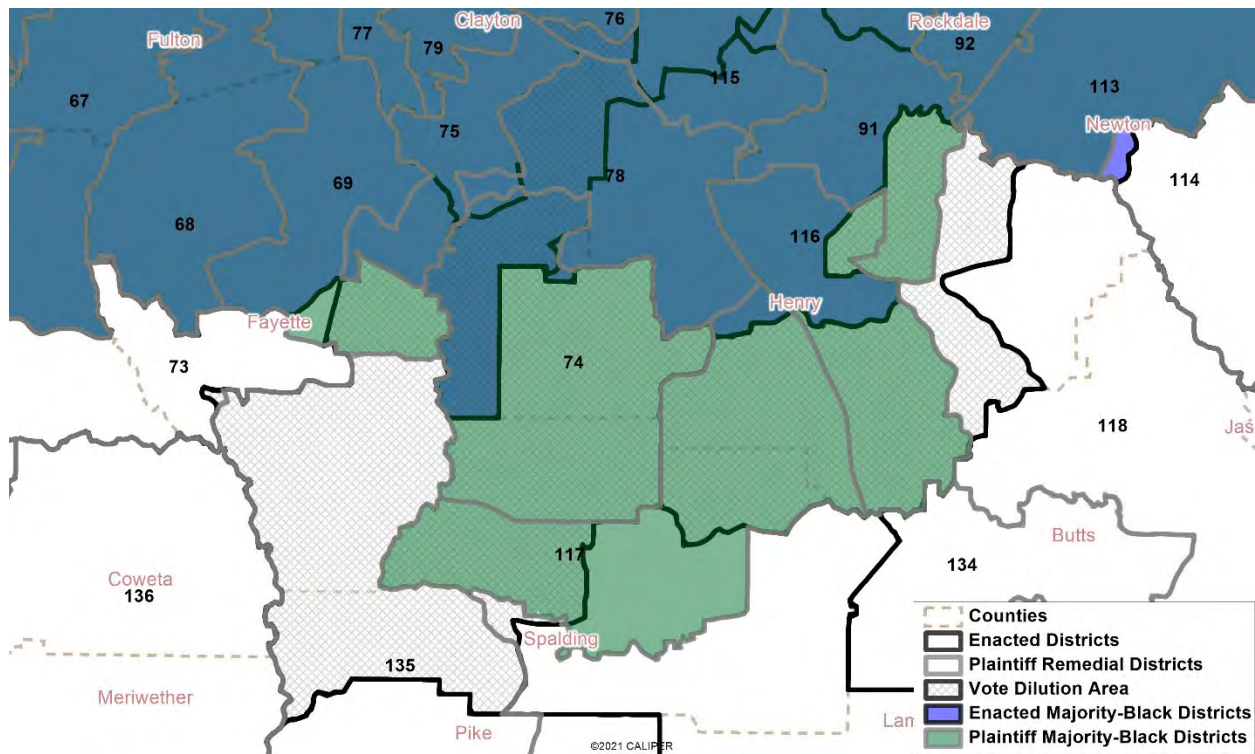 76
Clayton
Rockdale
77
92
Fulton
79
67
115
113
Newton
75
91
78
69
114
68
116
Henry
Fayette
73
74
118
Jas
Butts
117
134
Coweta
136
Spalding
135
Meriwether
Pike
Lam
Counties
Enacted Districts
Plaintiff Remedial Districts
Vote Dilution Area
Enacted Majority-Black Districts
Plaintiff Majority-Black Districts
©2021 CALIPER